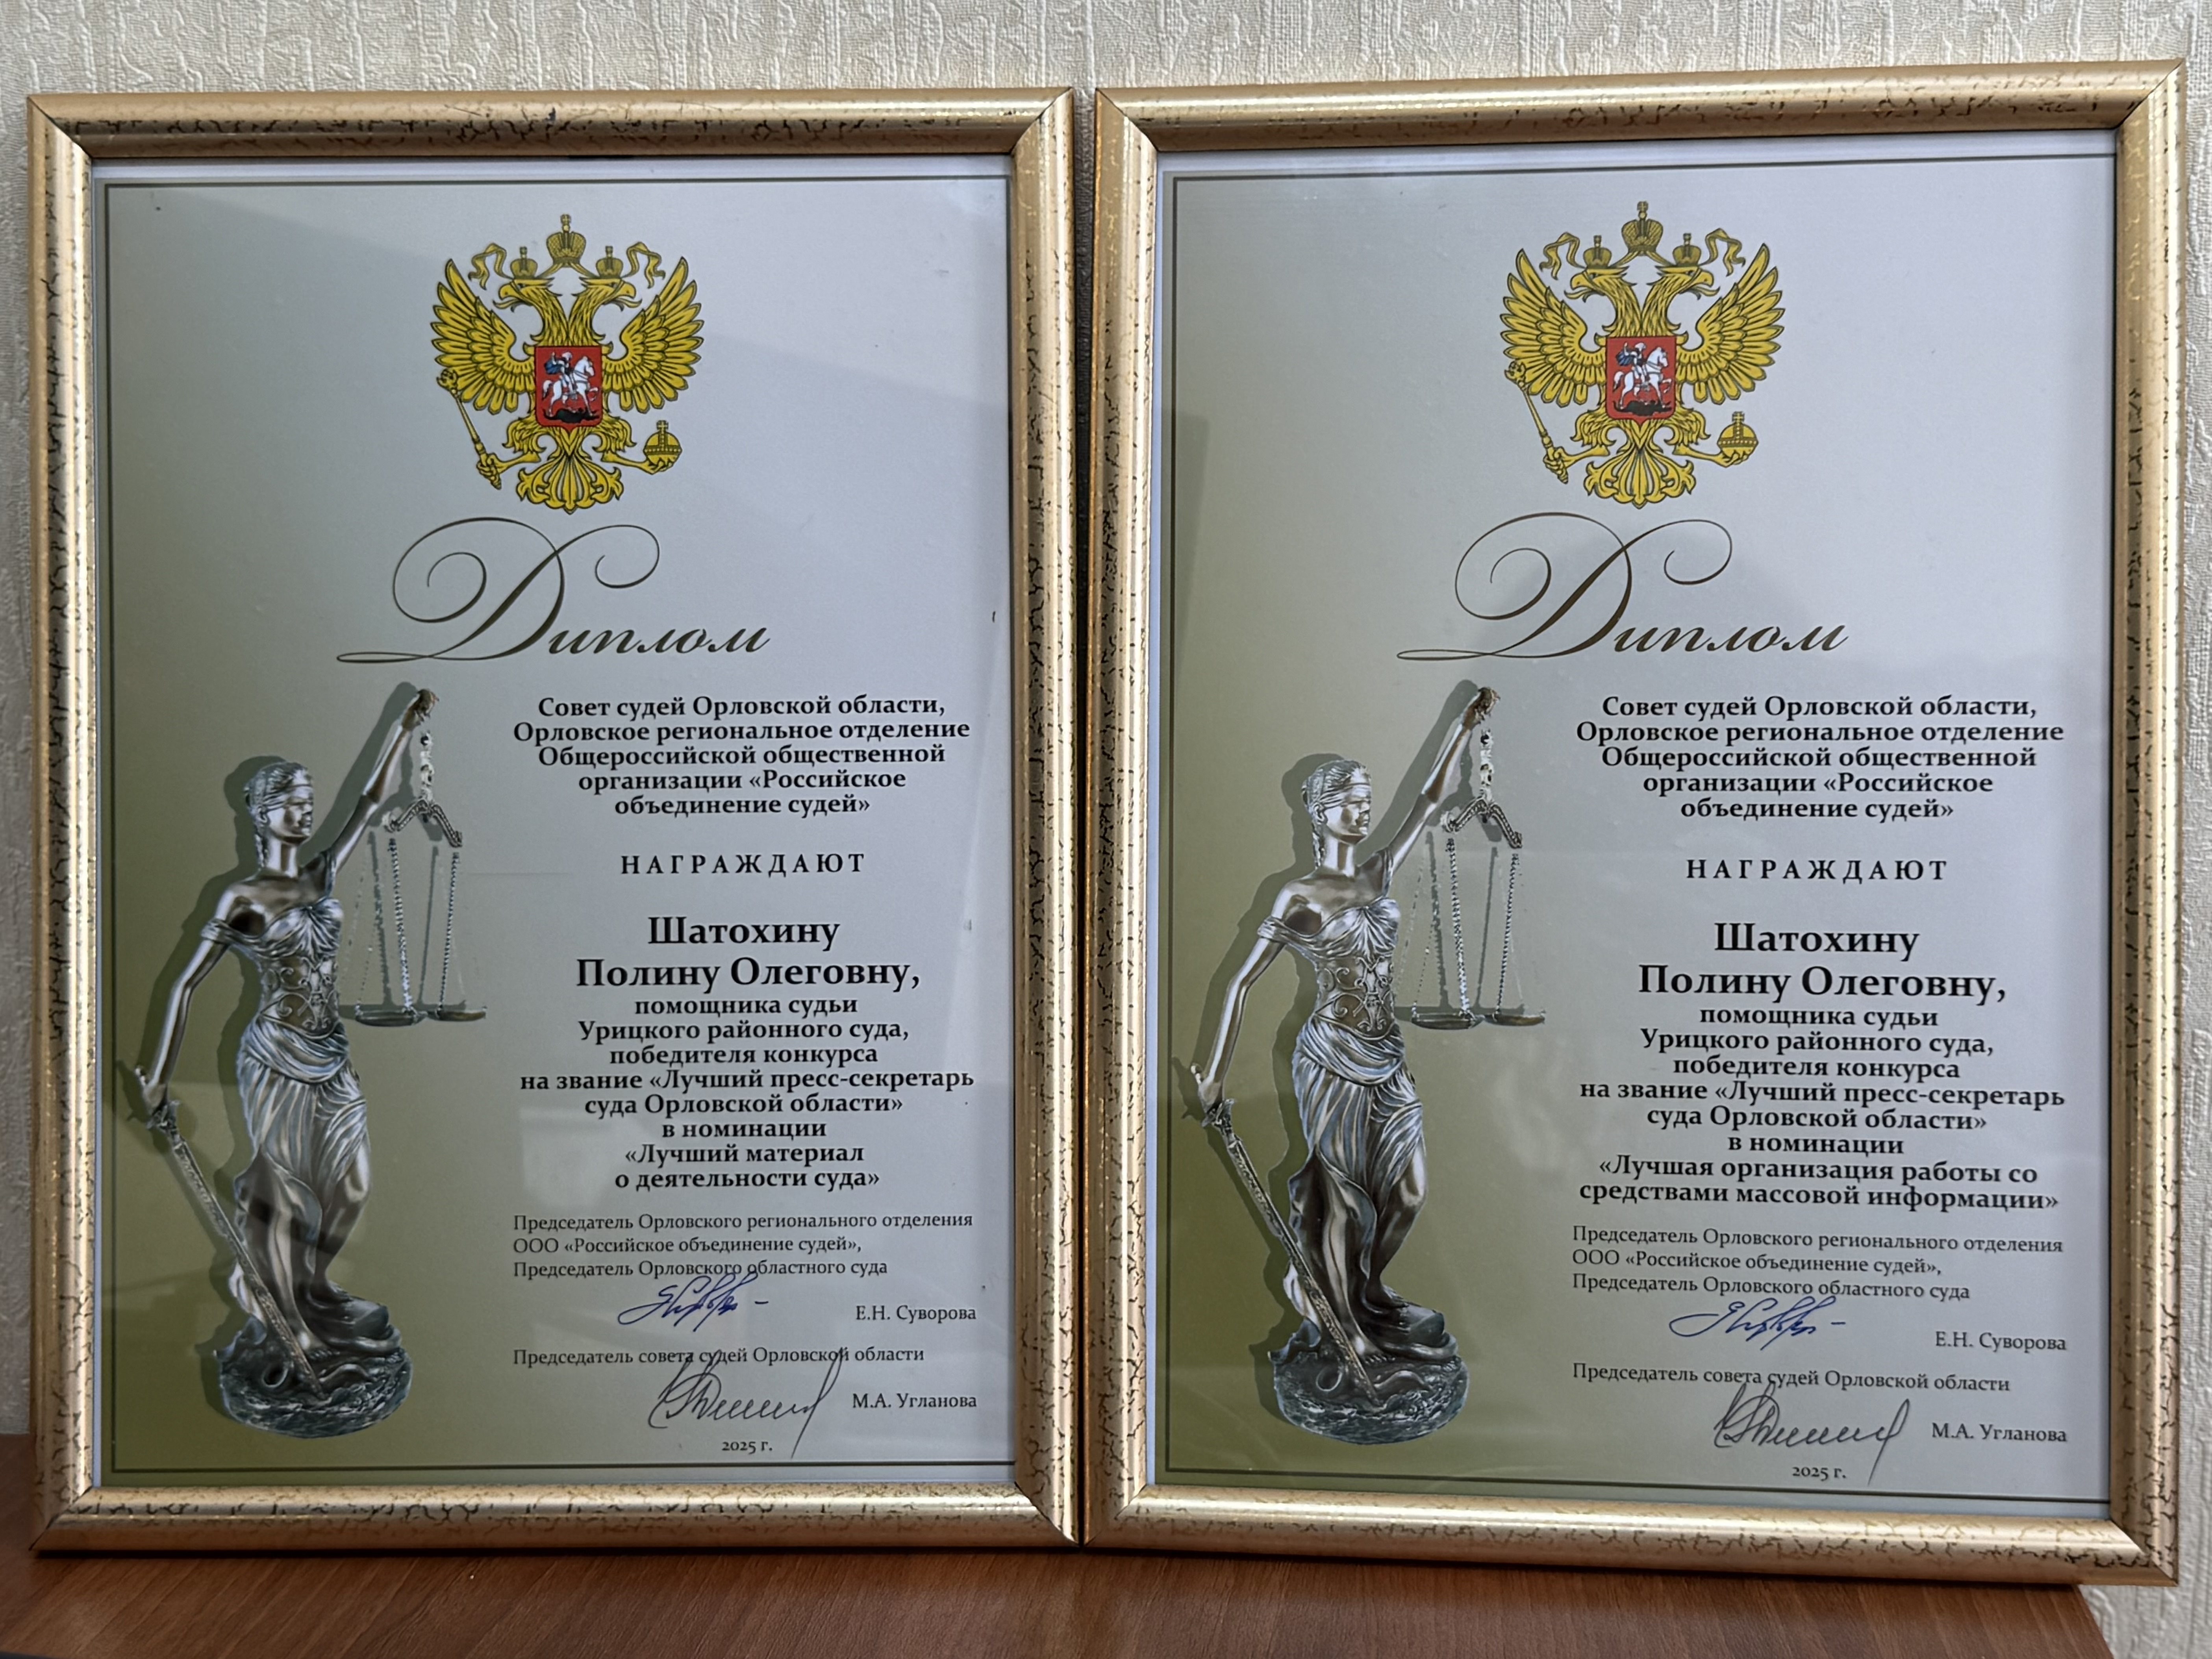 Диплом
Совет судей Орловской области,
Орловское региональное отделение
Общероссийской общественной
организации «Российское
объединение судей»
НАГРАЖДАЮТ
Шатохину
Полину Олеговну,
помощника судьи
Урицкого районного суда,
победителя конкурса
на звание «Лучший пресс-секретарь
суда Орловской области»
в номинации
«Лучший материал
о деятельности суда»
Председатель Орловского регионального отделения
ООО «Российское объединение судей»,
Председатель Орловского областного суда
Е.Н. Суворова
Председатель совета судей Орловской области
М.А. Угланова
2025 г.
Диплом
Совет судей Орловской области,
Орловское региональное отделение
Общероссийской общественной
организации «Российское
объединение судей»
НАГРАЖДАЮТ
Шатохину
Полину Олеговну,
помощника судьи
Урицкого районного суда,
победителя конкурса
на звание «Лучший пресс-секретарь
суда Орловской области»
в номинации
«Лучшая организация работы со
средствами массовой информации»
Председатель Орловского регионального отделения
ООО «Российское объединение судей»,
Председатель Орловского областного суда
Е.Н. Суворова
Председатель совета судей Орловской области
М.А. Угланова
2025 г.